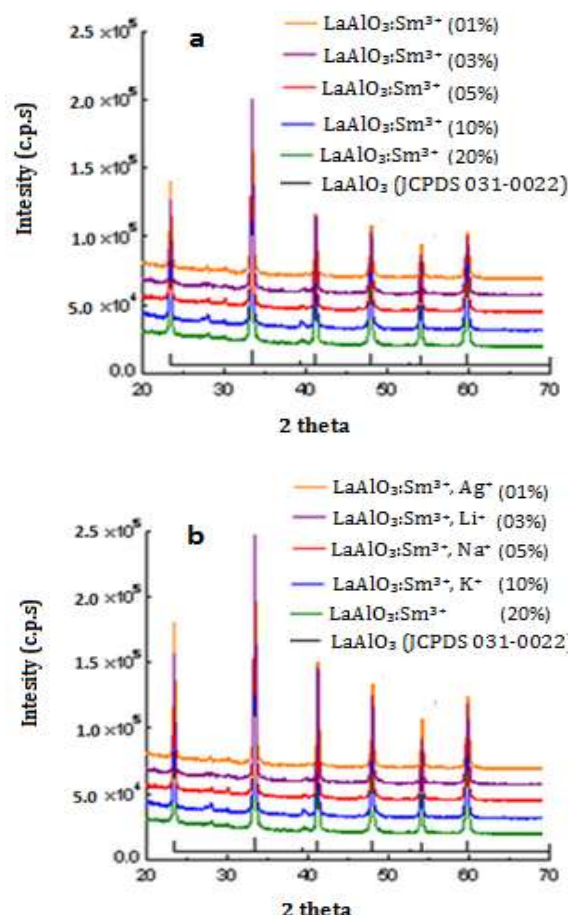 a
LaAlO₃:Sm³⁺ (01%)
LaAlO₃:Sm³⁺ (03%)
LaAlO₃:Sm³⁺ (05%)
LaAlO₃:Sm³⁺ (10%)
LaAlO₃:Sm³⁺ (20%)
LaAlO₃ (JCPDS 031-0022)
Intesity (c.p.s)
2.5 ×10⁵
2.0 ×10⁵
1.5 ×10⁵
1.0 ×10⁵
5.0 ×10⁴
0.0
20 30 40 50 60 70
2 theta
b
LaAlO₃:Sm³⁺, Ag⁺ (01%)
LaAlO₃:Sm³⁺, Li⁺ (03%)
LaAlO₃:Sm³⁺, Na⁺ (05%)
LaAlO₃:Sm³⁺, K⁺ (10%)
LaAlO₃:Sm³⁺ (20%)
LaAlO₃ (JCPDS 031-0022)
Intesity (c.p.s)
2.5 ×10⁵
2.0 ×10⁵
1.5 ×10⁵
1.0 ×10⁵
5.0 ×10⁴
0.0
20 30 40 50 60 70
2 theta